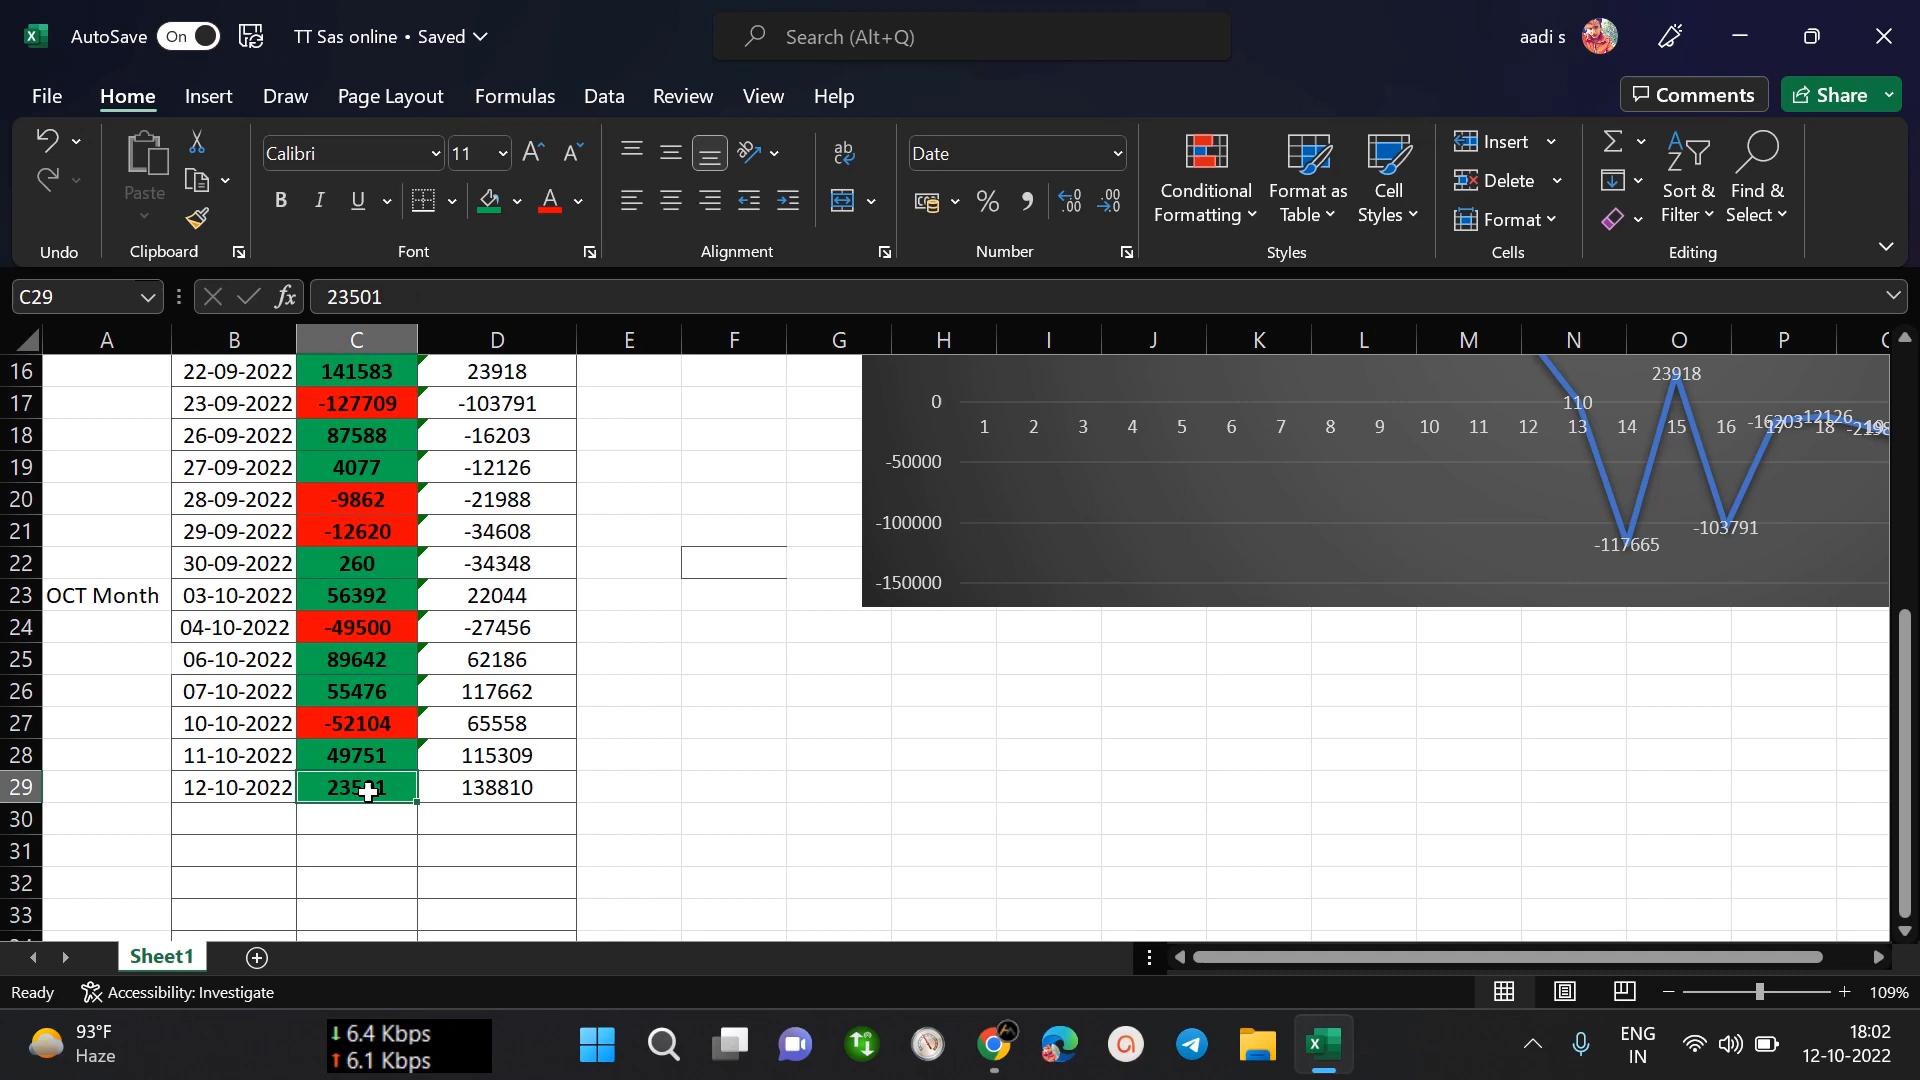 AutoSave On TT Sas online • Saved Search (Alt+Q) aadi s
File Home Insert Draw Page Layout Formulas Data Review View Help Comments Share
Paste
Calibri 11
B I U A
ab
Date
% , .00
Conditional Formatting
Format as Table
Cell Styles
Insert
Delete
Format
Sort & Filter
Find & Select
Undo Clipboard Font Alignment Number Styles Cells Editing
C29 fx 23501
A B C D E F G H I J K L M N O P
16 22-09-2022 141583 23918
17 23-09-2022 -127709 -103791
18 26-09-2022 87588 -16203
19 27-09-2022 4077 -12126
20 28-09-2022 -9862 -21988
21 29-09-2022 -12620 -34608
22 30-09-2022 260 -34348
23 OCT Month 03-10-2022 56392 22044
24 04-10-2022 -49500 -27456
25 06-10-2022 89642 62186
26 07-10-2022 55476 117662
27 10-10-2022 -52104 65558
28 11-10-2022 49751 115309
29 12-10-2022 23501 138810
30
31
32
33
23918
0 110
1 2 3 4 5 6 7 8 9 10 11 12 13 14 15 16 17 18 19
-16203 -12126
-50000
-100000 -103791
-117665
-150000
Sheet1
Ready Accessibility: Investigate 109%
93°F
Haze
6.4 Kbps
6.1 Kbps
ENG
IN
18:02
12-10-2022